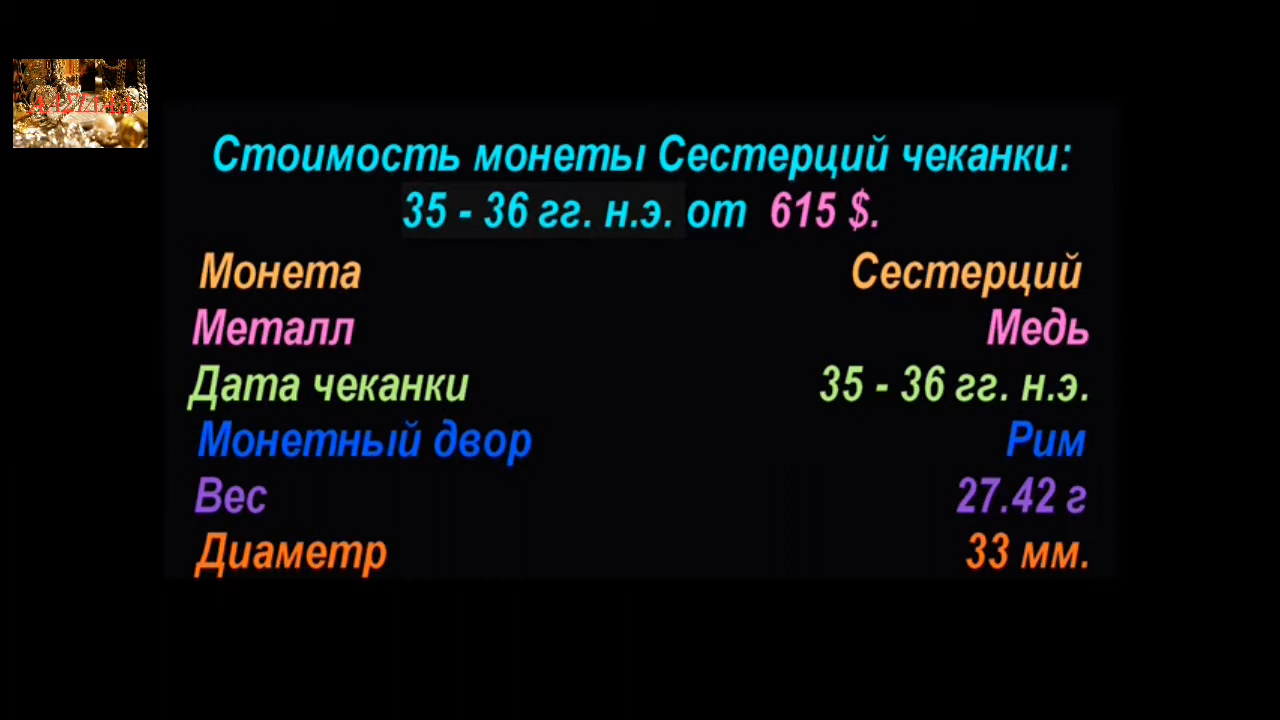 Стоимость монеты Сестерций чеканки:
35 - 36 гг. н.э. от 615 $.
Монета Сестерций
Металл Медь
Дата чеканки 35 - 36 гг. н.э.
Монетный двор Рим
Вес 27.42 г
Диаметр 33 мм.